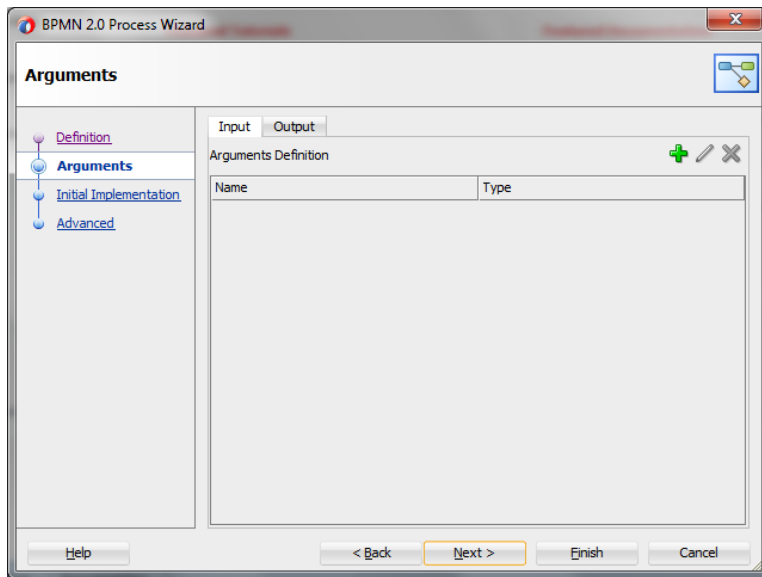 BPMN 2.0 Process Wizard
Arguments
Definition
Arguments
Initial Implementation
Advanced
Input Output
Arguments Definition
Name Type
Help < Back Next > Finish Cancel